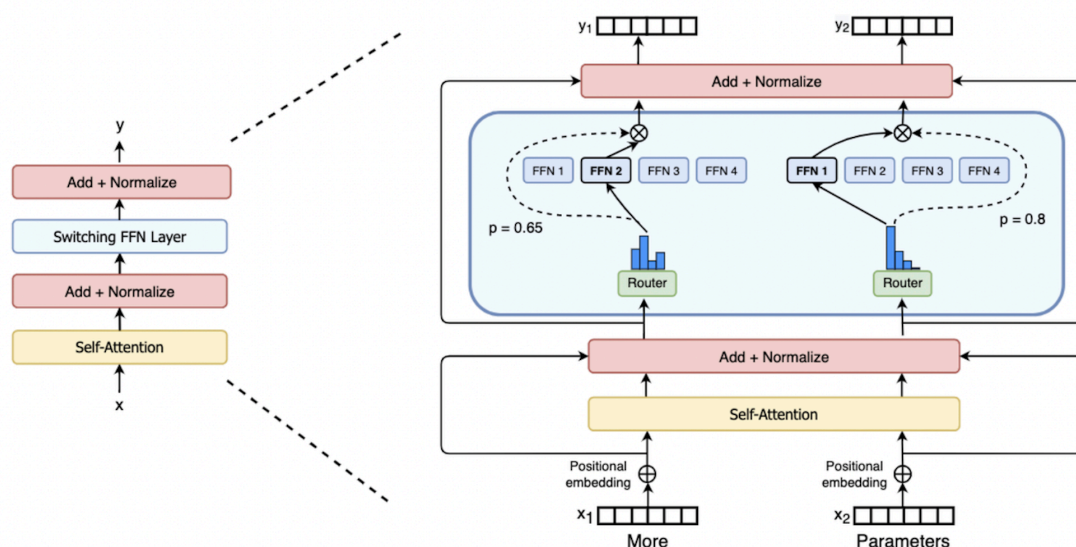 y
Add + Normalize
Switching FFN Layer
Add + Normalize
Self-Attention
x
y1
y2
Add + Normalize
FFN 1 FFN 2 FFN 3 FFN 4
FFN 1 FFN 2 FFN 3 FFN 4
p = 0.65
p = 0.8
Router
Router
Add + Normalize
Self-Attention
Positional
embedding
Positional
embedding
x1
x2
More
Parameters